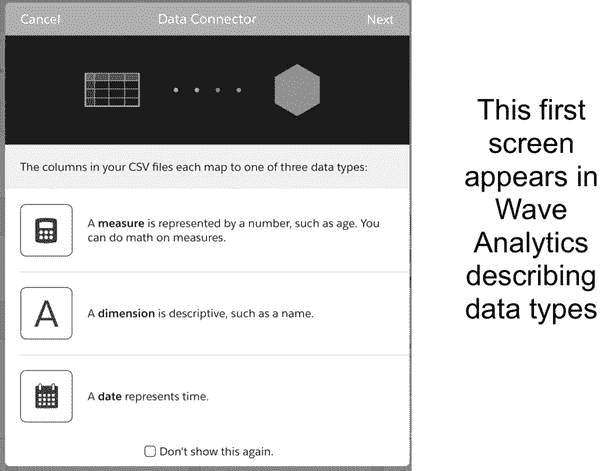 Cancel Data Connector Next
The columns in your CSV files each map to one of three data types:
A measure is represented by a number, such as age. You
can do math on measures.
A
A dimension is descriptive, such as a name.
A date represents time.
Don't show this again.
This first
screen
appears in
Wave
Analytics
describing
data types